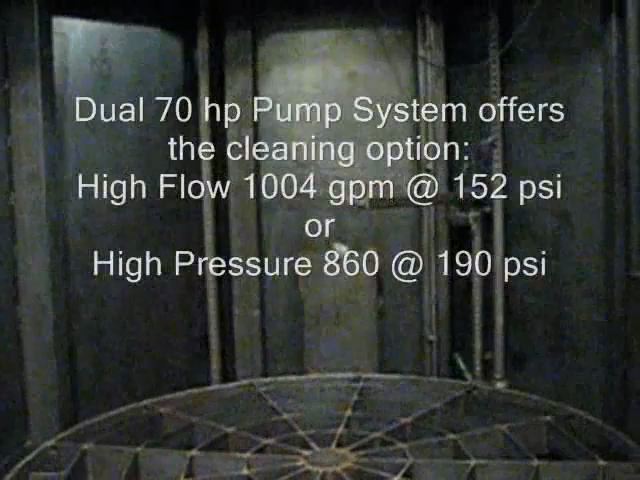 Dual 70 hp Pump System offers
the cleaning option:
High Flow 1004 gpm @ 152 psi
or
High Pressure 860 @ 190 psi